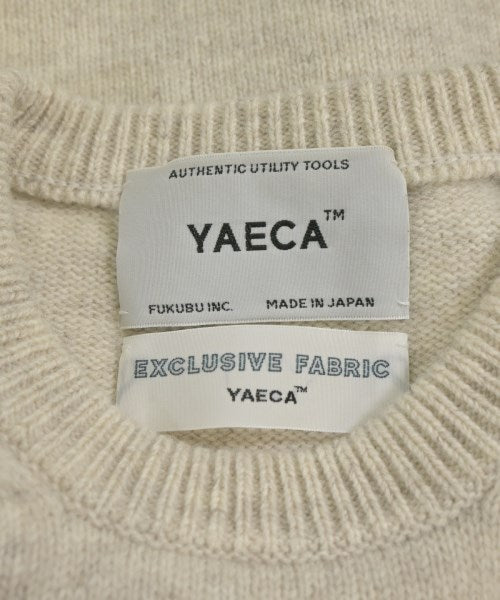 AUTHENTIC UTILITY TOOLS
YAECA™
FUKUBU INC. MADE IN JAPAN
EXCLUSIVE FABRIC
YAECA™